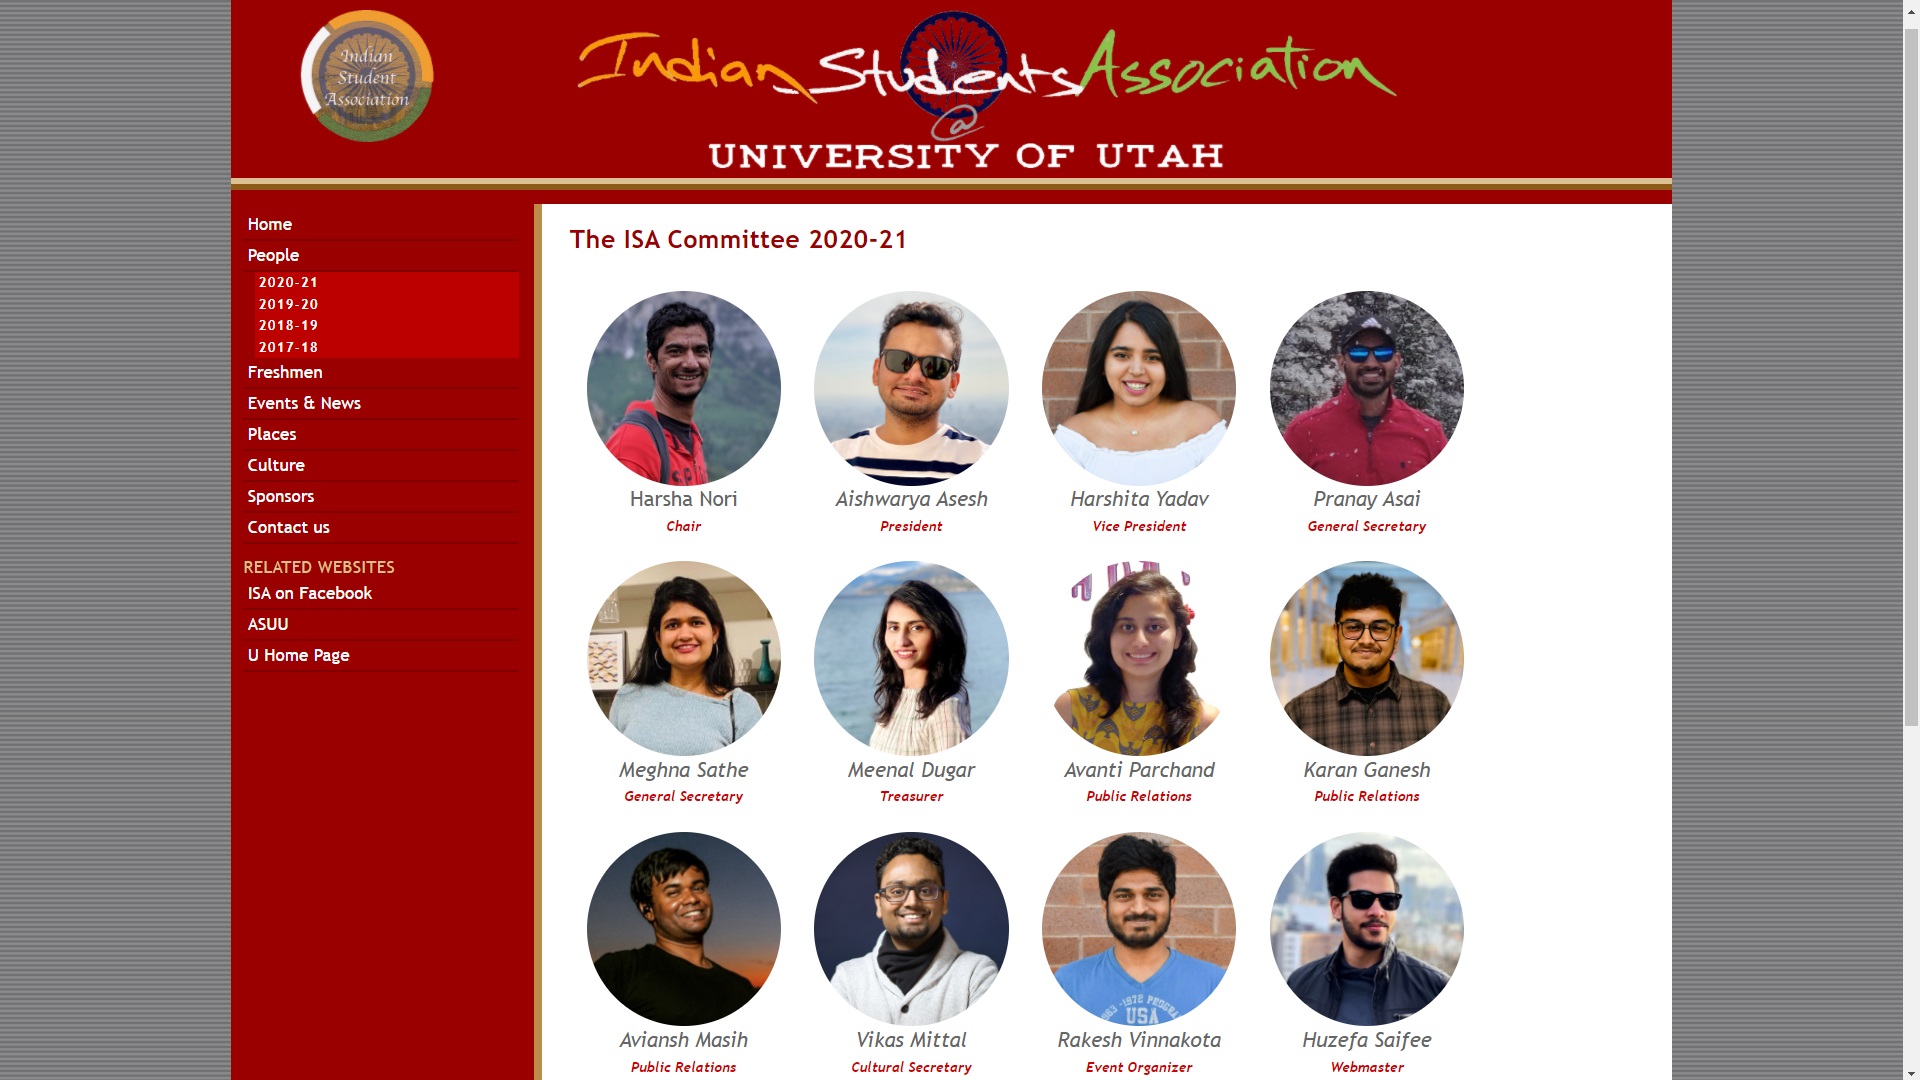 Indian
Student
Association
Indian Students Association
@
UNIVERSITY OF UTAH
Home
People
2020-21
2019-20
2018-19
2017-18
Freshmen
Events & News
Places
Culture
Sponsors
Contact us
RELATED WEBSITES
ISA on Facebook
ASUU
U Home Page
The ISA Committee 2020-21
Harsha Nori
Chair
Aishwarya Asesh
President
Harshita Yadav
Vice President
Pranay Asai
General Secretary
Meghna Sathe
General Secretary
Meenal Dugar
Treasurer
Avanti Parchand
Public Relations
Karan Ganesh
Public Relations
Aviansh Masih
Public Relations
Vikas Mittal
Cultural Secretary
USA
Rakesh Vinnakota
Event Organizer
Huzefa Saifee
Webmaster